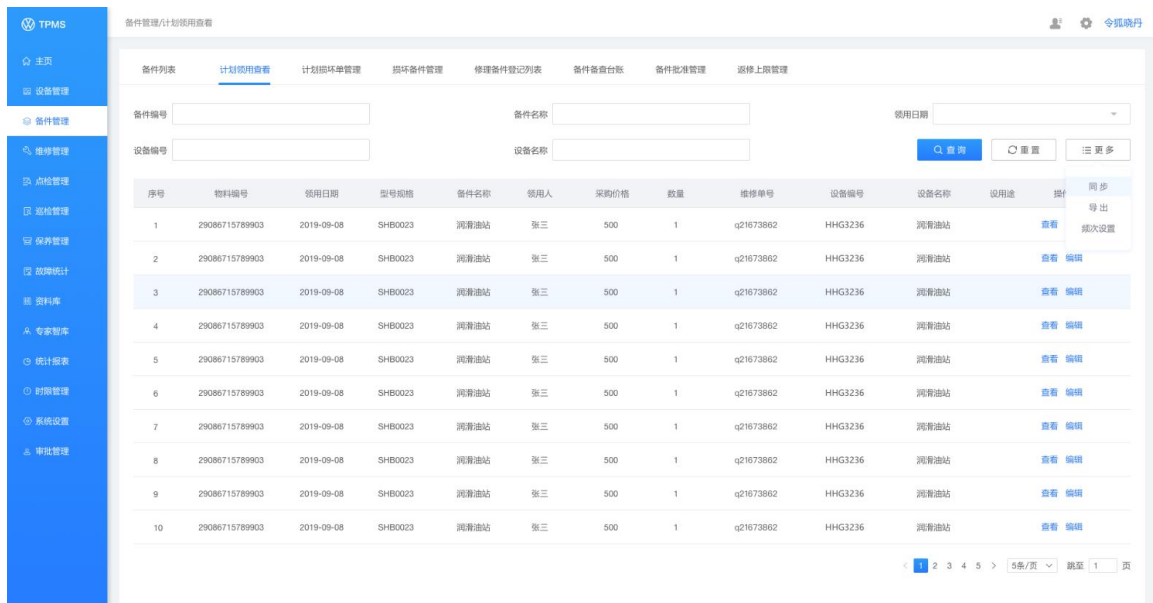 TPMS
备件管理/计划领用查看
令狐晓丹
主页
设备管理
备件管理
维修管理
点检管理
巡检管理
保养管理
故障统计
资料库
专家智库
统计报表
时限管理
系统设置
审批管理
备件列表 计划领用查看 计划损坏单管理 损坏备件管理 修理备件登记列表 备件备查台账 备件批准管理 返修上限管理
备件编号 备件名称 领用日期
设备编号 设备名称 查询 重置 更多
同步
导出
频次设置
序号 物料编号 领用日期 型号规格 备件名称 领用人 采购价格 数量 维修单号 设备编号 设备名称 设用途
1 29086715789903 2019-09-08 SHB0023 润滑油站 张三 500 1 q21673862 HHG3236 润滑油站 查看
2 29086715789903 2019-09-08 SHB0023 润滑油站 张三 500 1 q21673862 HHG3236 润滑油站 查看 编辑
3 29086715789903 2019-09-08 SHB0023 润滑油站 张三 500 1 q21673862 HHG3236 润滑油站 查看 编辑
4 29086715789903 2019-09-08 SHB0023 润滑油站 张三 500 1 q21673862 HHG3236 润滑油站 查看 编辑
5 29086715789903 2019-09-08 SHB0023 润滑油站 张三 500 1 q21673862 HHG3236 润滑油站 查看 编辑
6 29086715789903 2019-09-08 SHB0023 润滑油站 张三 500 1 q21673862 HHG3236 润滑油站 查看 编辑
7 29086715789903 2019-09-08 SHB0023 润滑油站 张三 500 1 q21673862 HHG3236 润滑油站 查看 编辑
8 29086715789903 2019-09-08 SHB0023 润滑油站 张三 500 1 q21673862 HHG3236 润滑油站 查看 编辑
9 29086715789903 2019-09-08 SHB0023 润滑油站 张三 500 1 q21673862 HHG3236 润滑油站 查看 编辑
10 29086715789903 2019-09-08 SHB0023 润滑油站 张三 500 1 q21673862 HHG3236 润滑油站 查看 编辑
< 1 2 3 4 5 > 5条/页 跳至 1 页